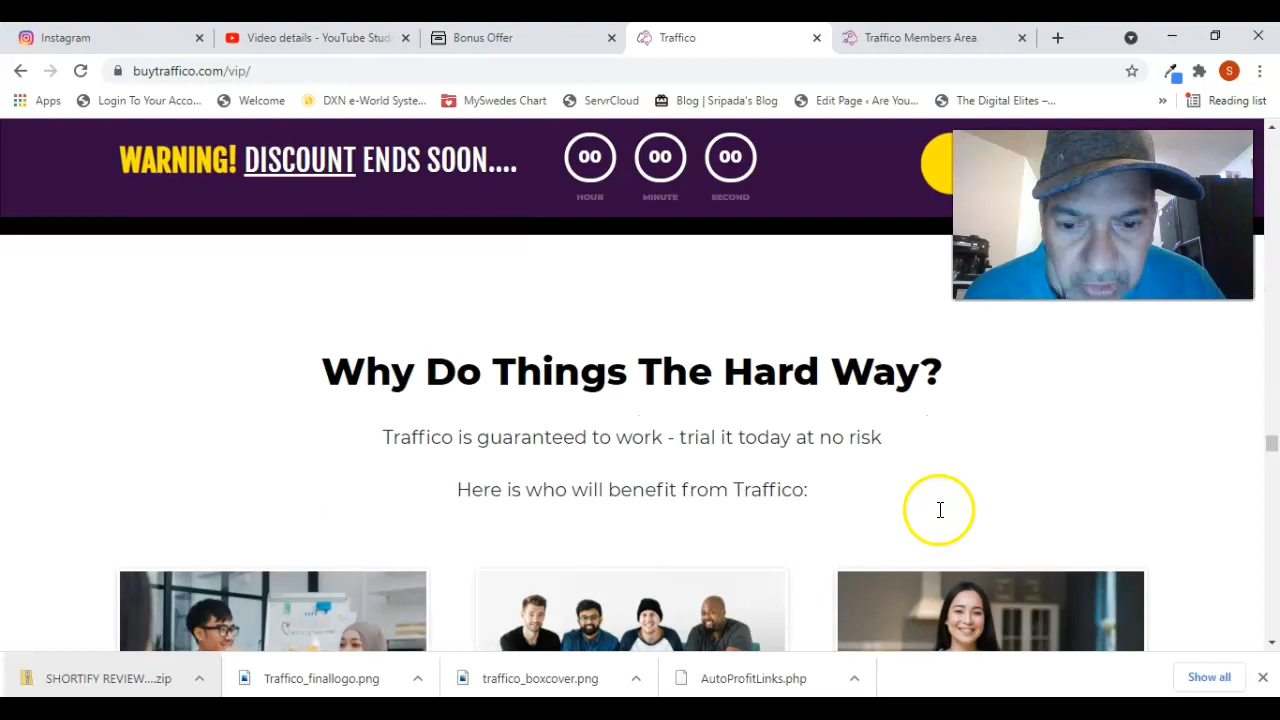 Instagram
Video details - YouTube Stud
Bonus Offer
Traffico
Traffico Members Area
buytraffico.com/vip/
S
Apps
Login To Your Acco...
Welcome
DXN e-World Syste...
MySwedes Chart
ServrCloud
Blog | Sripada's Blog
Edit Page ‹ Are You...
The Digital Elites –...
»
Reading list
WARNING! DISCOUNT ENDS SOON....
00 00 00
HOUR MINUTE SECOND
Why Do Things The Hard Way?
Traffico is guaranteed to work - trial it today at no risk
Here is who will benefit from Traffico:
SHORTIFY REVIEW....zip
Traffico_finallogo.png
traffico_boxcover.png
AutoProfitLinks.php
Show all